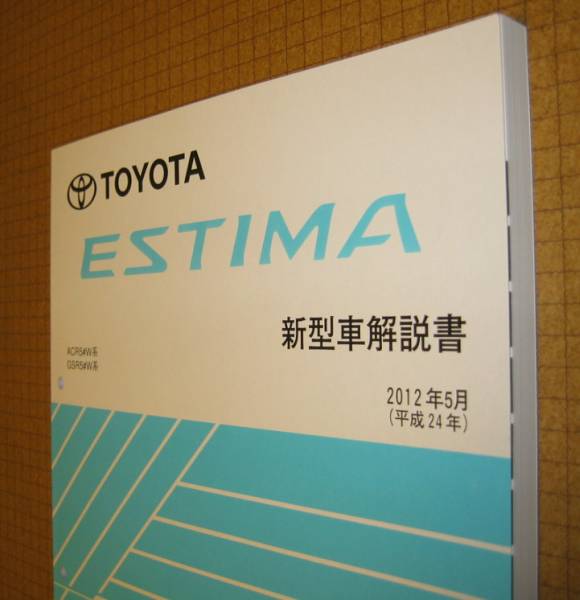 TOYOTA
ESTIMA
新型車解説書
ACR5#W系
GSR5#W系
2012年5月
(平成24年)